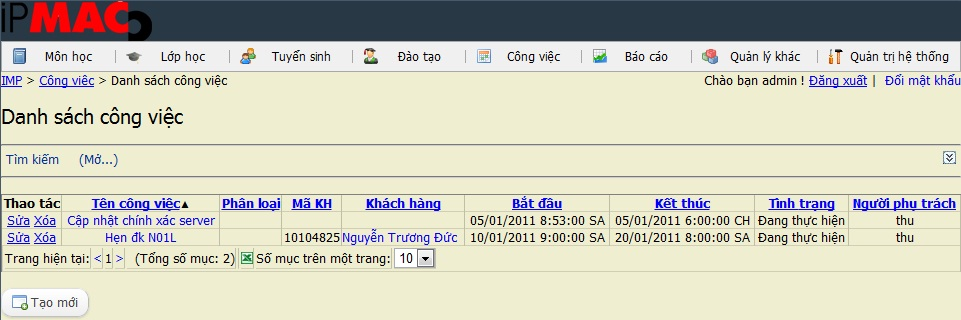 iPMAC
Môn học Lớp học Tuyển sinh Đào tạo Công việc Báo cáo Quản lý khác Quản trị hệ thống
IMP > Công viêc > Danh sách công việc Chào bạn admin ! Đăng xuất | Đổi mật khẩu
Danh sách công việc
Tìm kiếm (Mở...)
Thao tác Tên công việc▲ Phân loại Mã KH Khách hàng Bắt đầu Kết thúc Tình trạng Người phụ trách
Sửa Xóa Cập nhật chính xác server 05/01/2011 8:53:00 SA 05/01/2011 6:00:00 CH Đang thực hiện thu
Sửa Xóa Hẹn đk N01L 10104825 Nguyễn Trương Đức 10/01/2011 9:00:00 SA 20/01/2011 8:00:00 SA Đang thực hiện thu
Trang hiện tại: < 1 > (Tổng số mục: 2) Số mục trên một trang: 10
Tạo mới